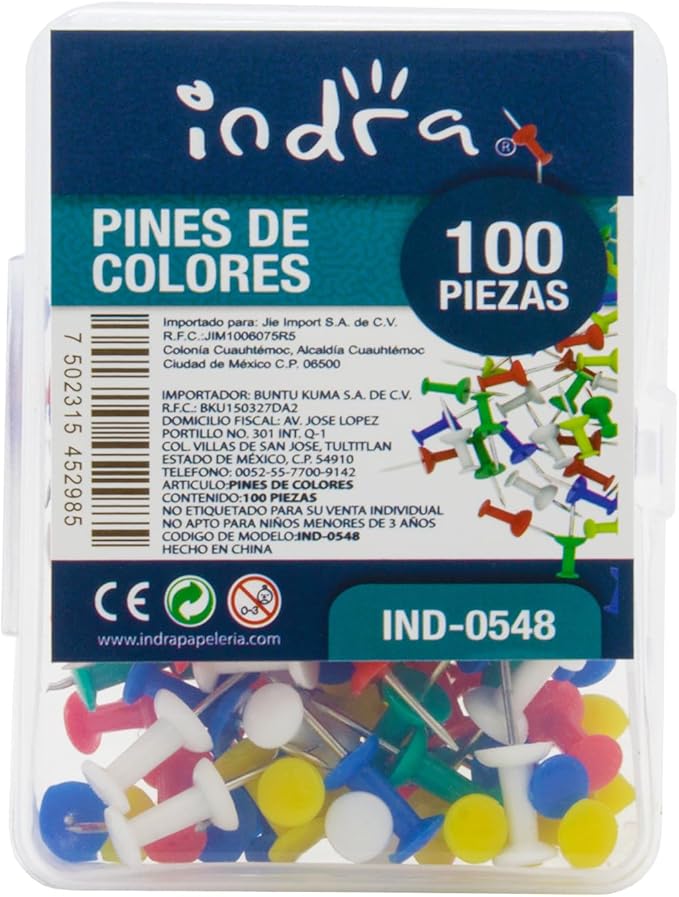 indra®
PINES DE
COLORES
100
PIEZAS
7 502315 452985
Importado para: Jie Import S.A. de C.V.
R.F.C.:JIM1006075R5
Colonía Cuauhtémoc, Alcaldía Cuauhtémoc
Ciudad de México C.P. 06500
IMPORTADOR: BUNTU KUMA S.A. DE C.V.
R.F.C.: BKU150327DA2
DOMICILIO FISCAL: AV. JOSE LOPEZ
PORTILLO NO. 301 INT. Q-1
COL. VILLAS DE SAN JOSE, TULTITLAN
ESTADO DE MÉXICO, C.P. 54910
TELEFONO: 0052-55-7700-9142
ARTICULO:PINES DE COLORES
CONTENIDO:100 PIEZAS
NO ETIQUETADO PARA SU VENTA INDIVIDUAL
NO APTO PARA NIÑOS MENORES DE 3 AÑOS
CODIGO DE MODELO:IND-0548
HECHO EN CHINA
CE
0-3
www.indrapapeleria.com
IND-0548